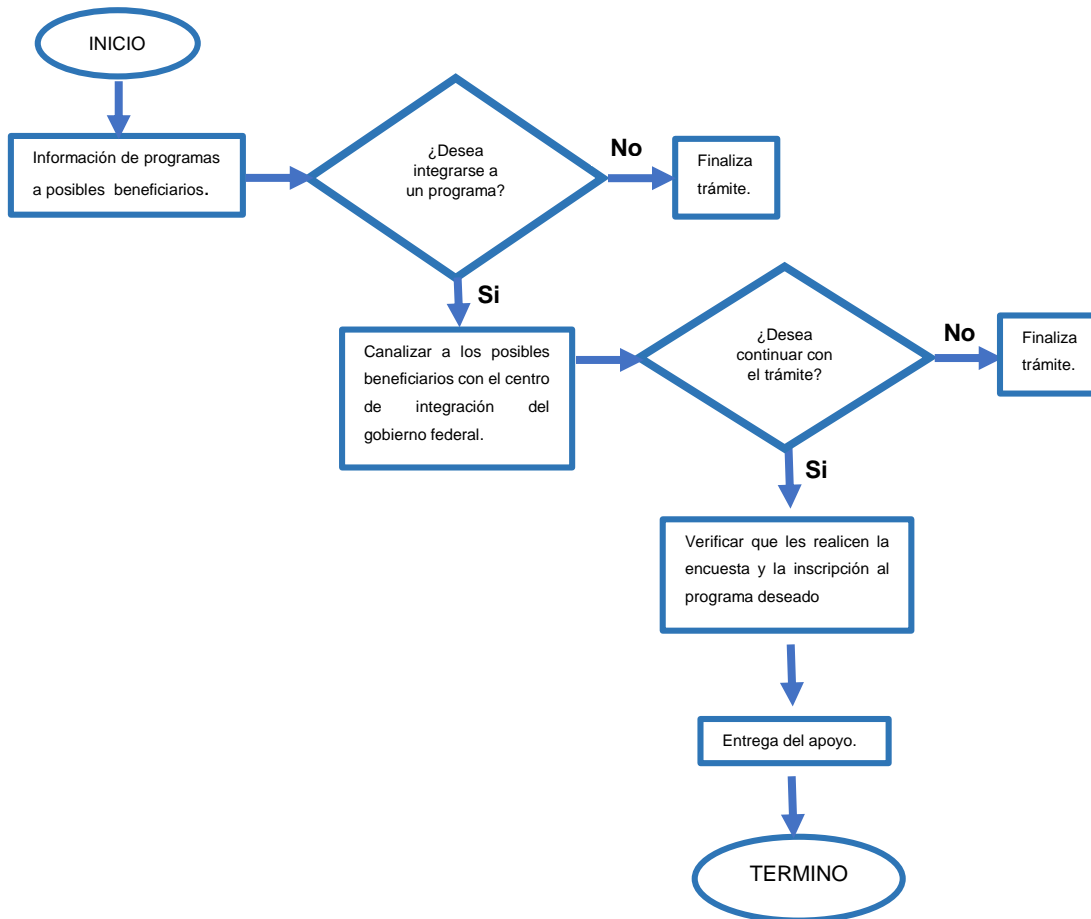 INICIO
Información de programas
a posibles beneficiarios.
¿Desea
integrarse a
un programa?
No
Finaliza
trámite.
Si
Canalizar a los posibles
beneficiarios con el centro
de integración del
gobierno federal.
¿Desea
continuar con
el trámite?
No
Finaliza
trámite.
Si
Verificar que les realicen la
encuesta y la inscripción al
programa deseado
Entrega del apoyo.
TERMINO